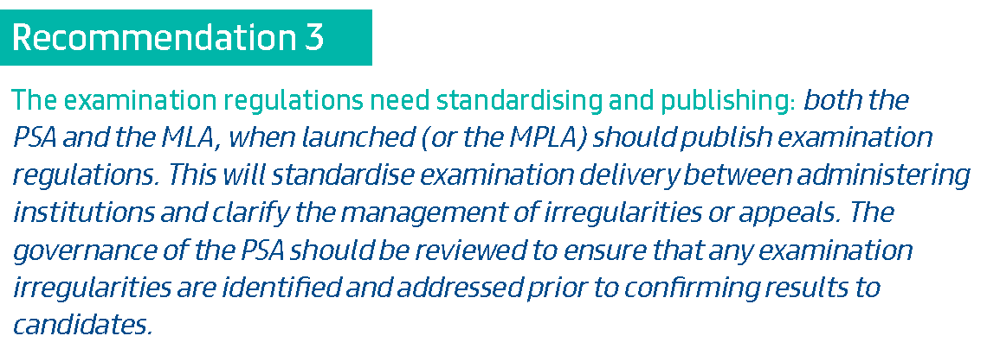 Recommendation 3
The examination regulations need standardising and publishing: both the
PSA and the MLA, when launched (or the MPLA) should publish examination
regulations. This will standardise examination delivery between administering
institutions and clarify the management of irregularities or appeals. The
governance of the PSA should be reviewed to ensure that any examination
irregularities are identified and addressed prior to confirming results to
candidates.